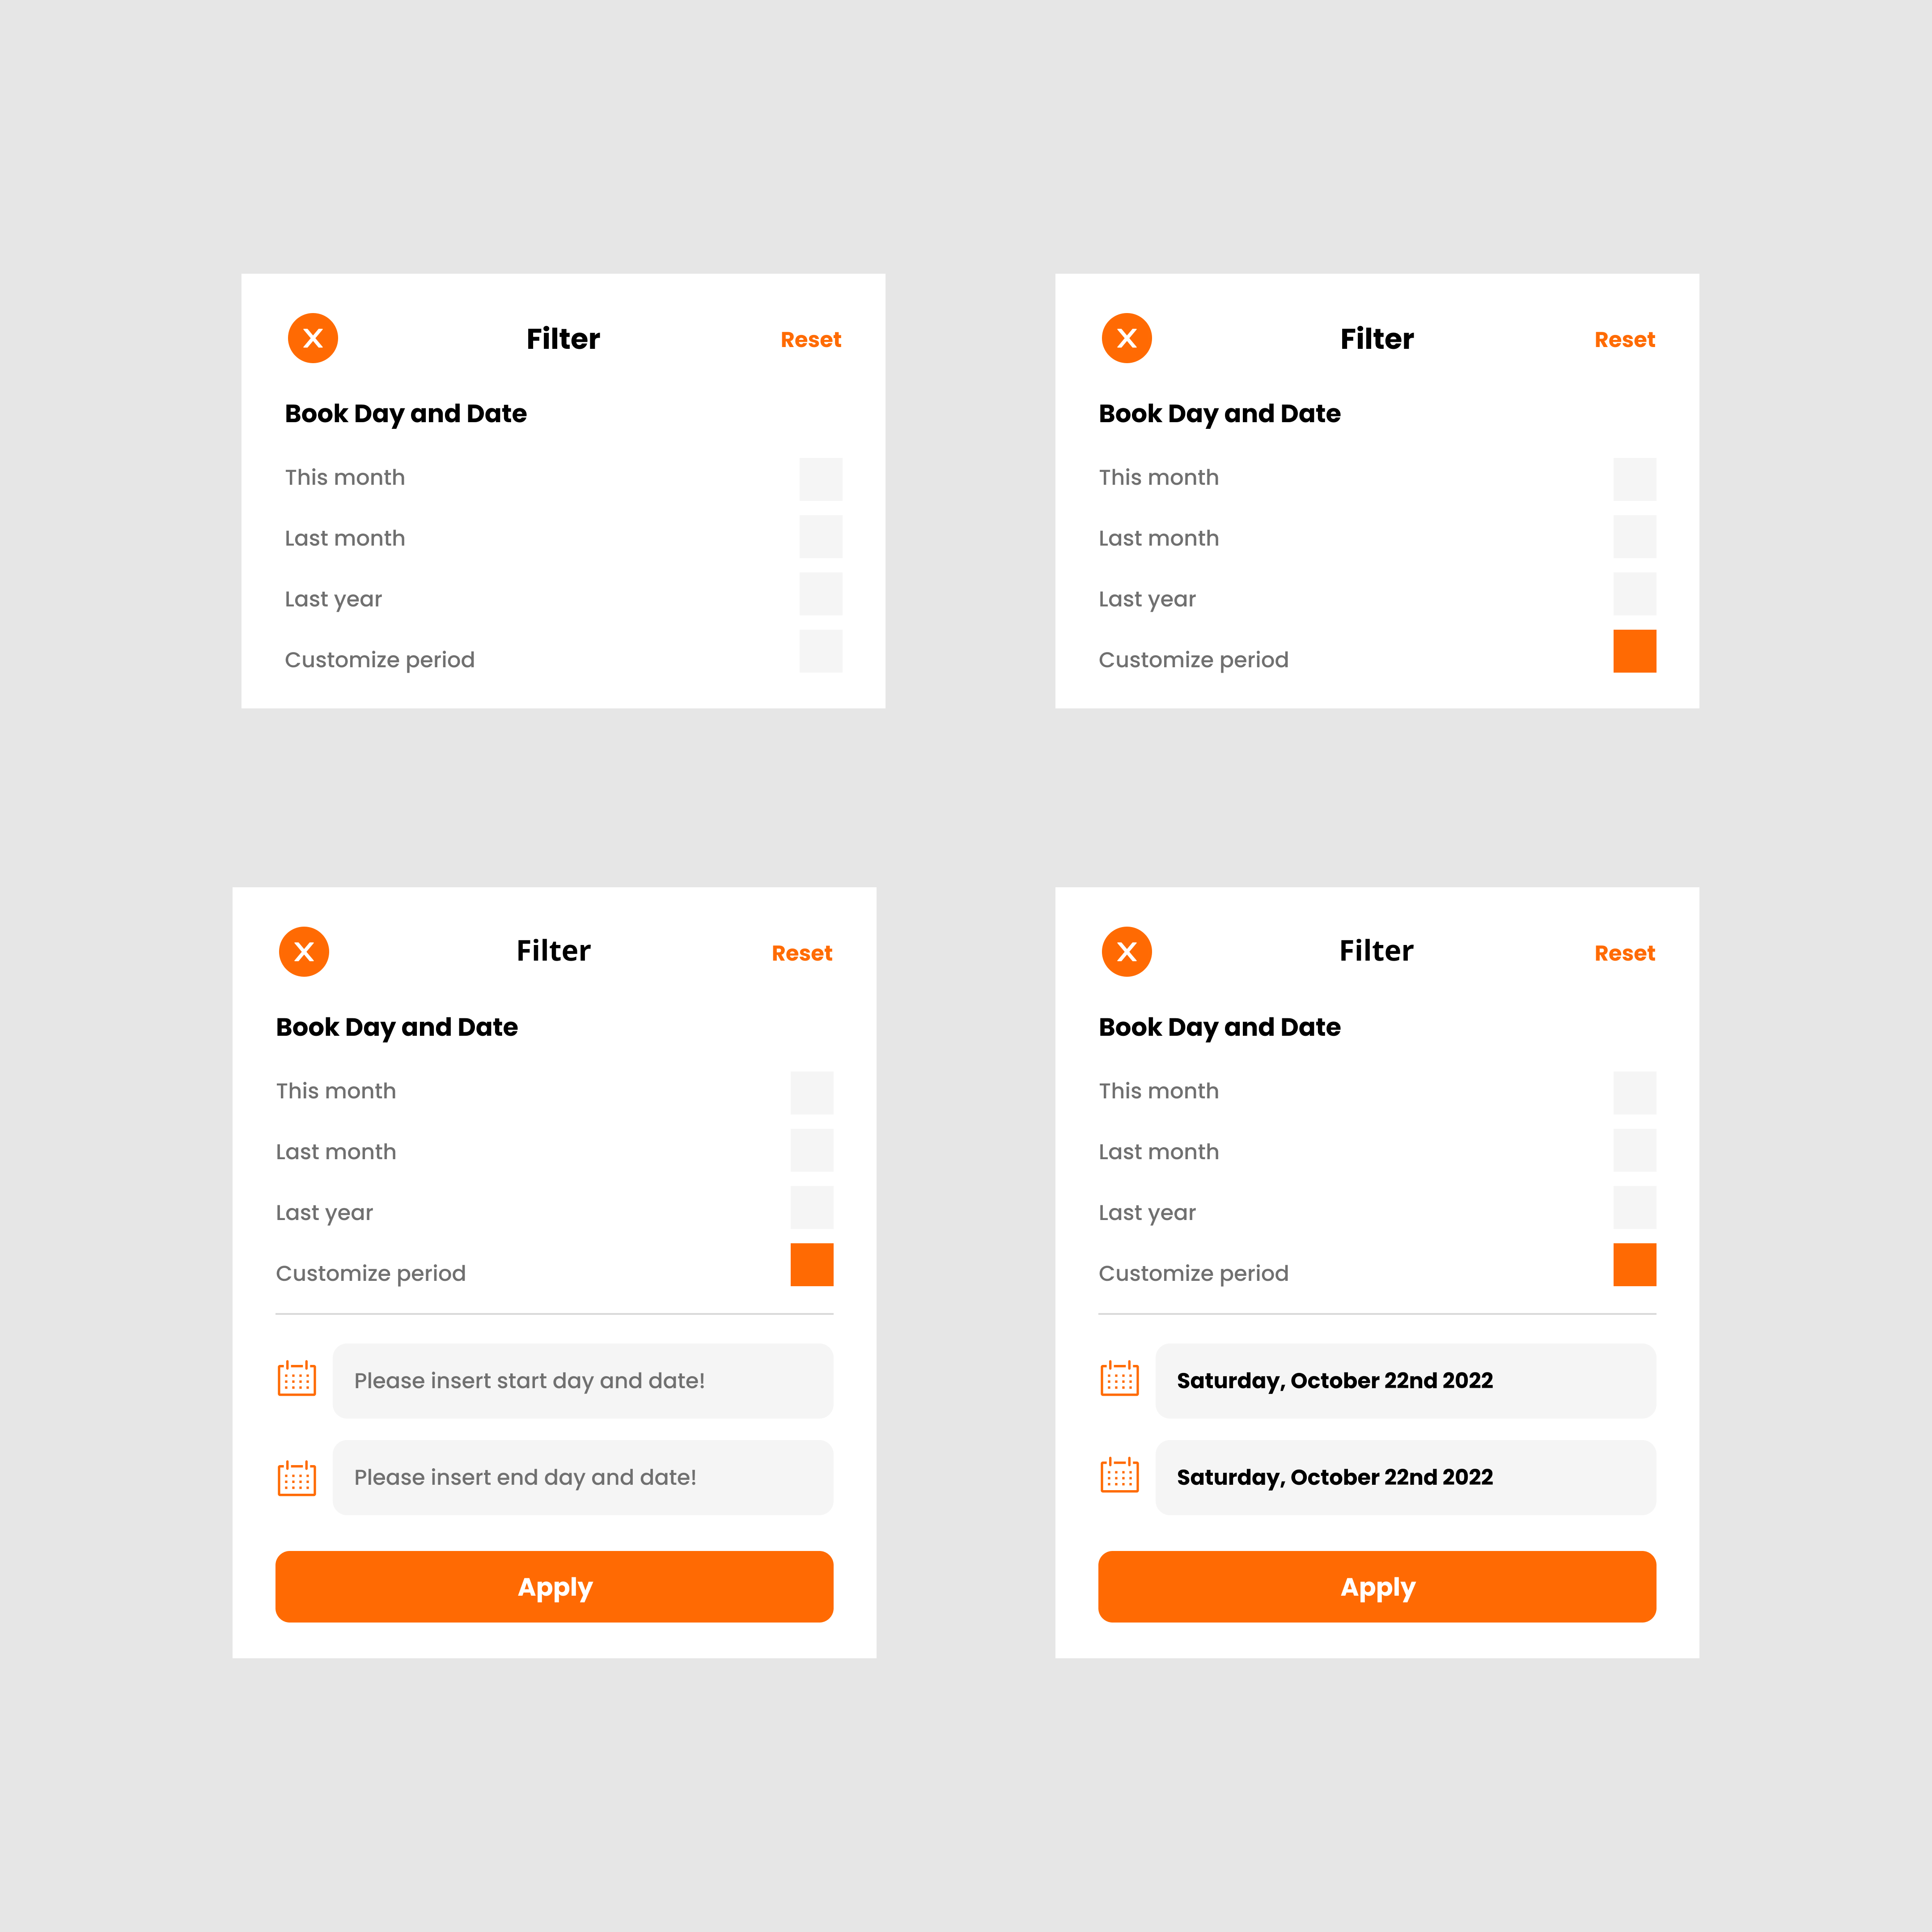 X Filter Reset
Book Day and Date
This month
Last month
Last year
Customize period
X Filter Reset
Book Day and Date
This month
Last month
Last year
Customize period
X Filter Reset
Book Day and Date
This month
Last month
Last year
Customize period
Please insert start day and date!
Please insert end day and date!
Apply
X Filter Reset
Book Day and Date
This month
Last month
Last year
Customize period
Saturday, October 22nd 2022
Saturday, October 22nd 2022
Apply